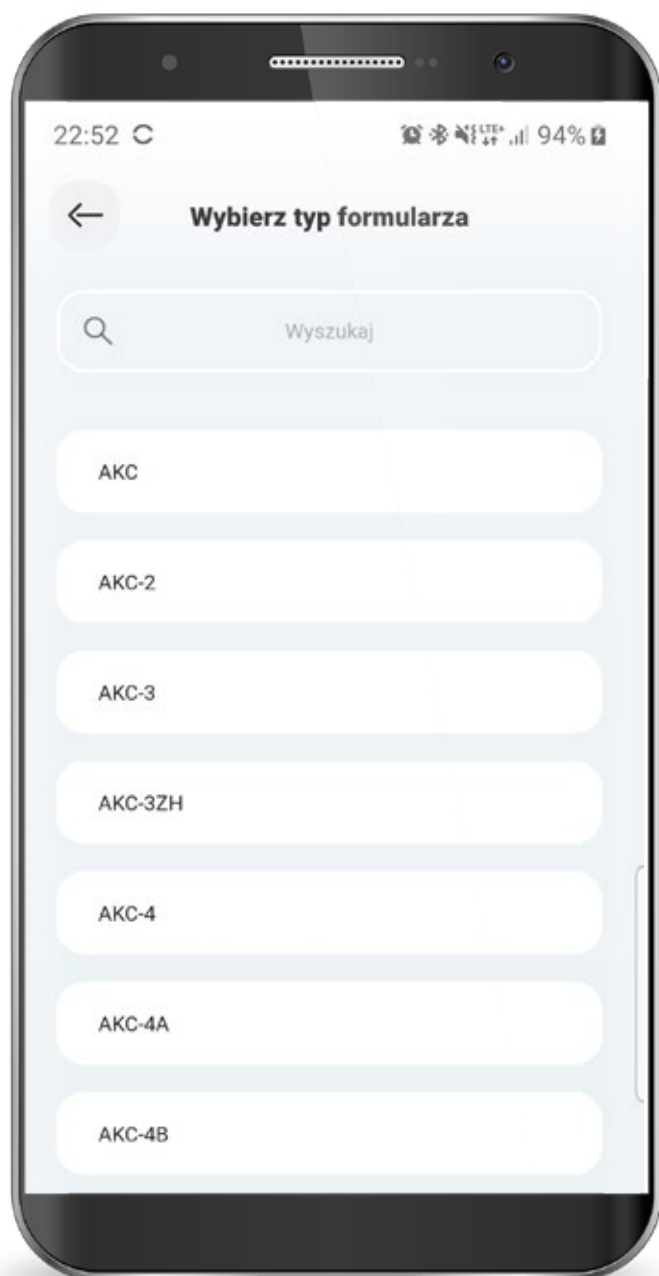 22:52
LTE+ 94%
Wybierz typ formularza
Wyszukaj
AKC
AKC-2
AKC-3
AKC-3ZH
AKC-4
AKC-4A
AKC-4B